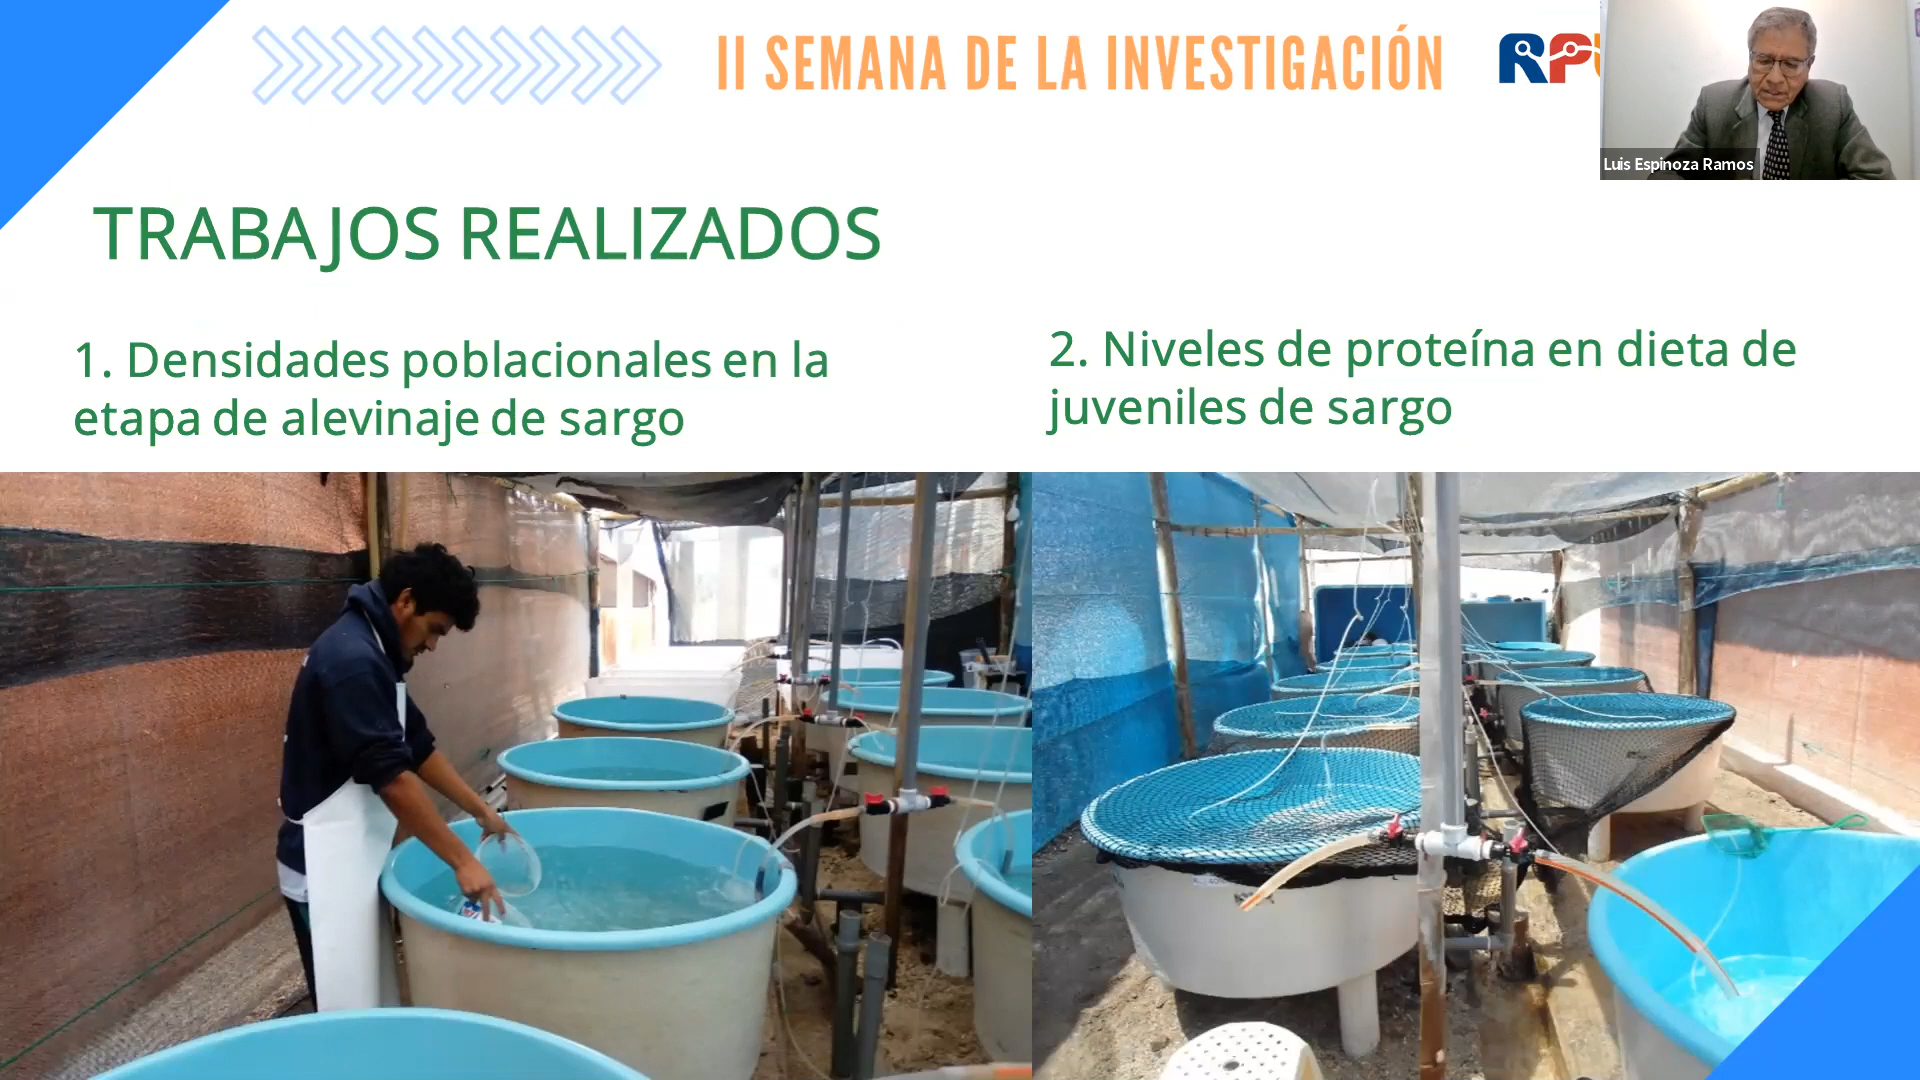 II SEMANA DE LA INVESTIGACIÓN
Luis Espinoza Ramos
TRABAJOS REALIZADOS
1. Densidades poblacionales en la
etapa de alevinaje de sargo
2. Niveles de proteína en dieta de
juveniles de sargo